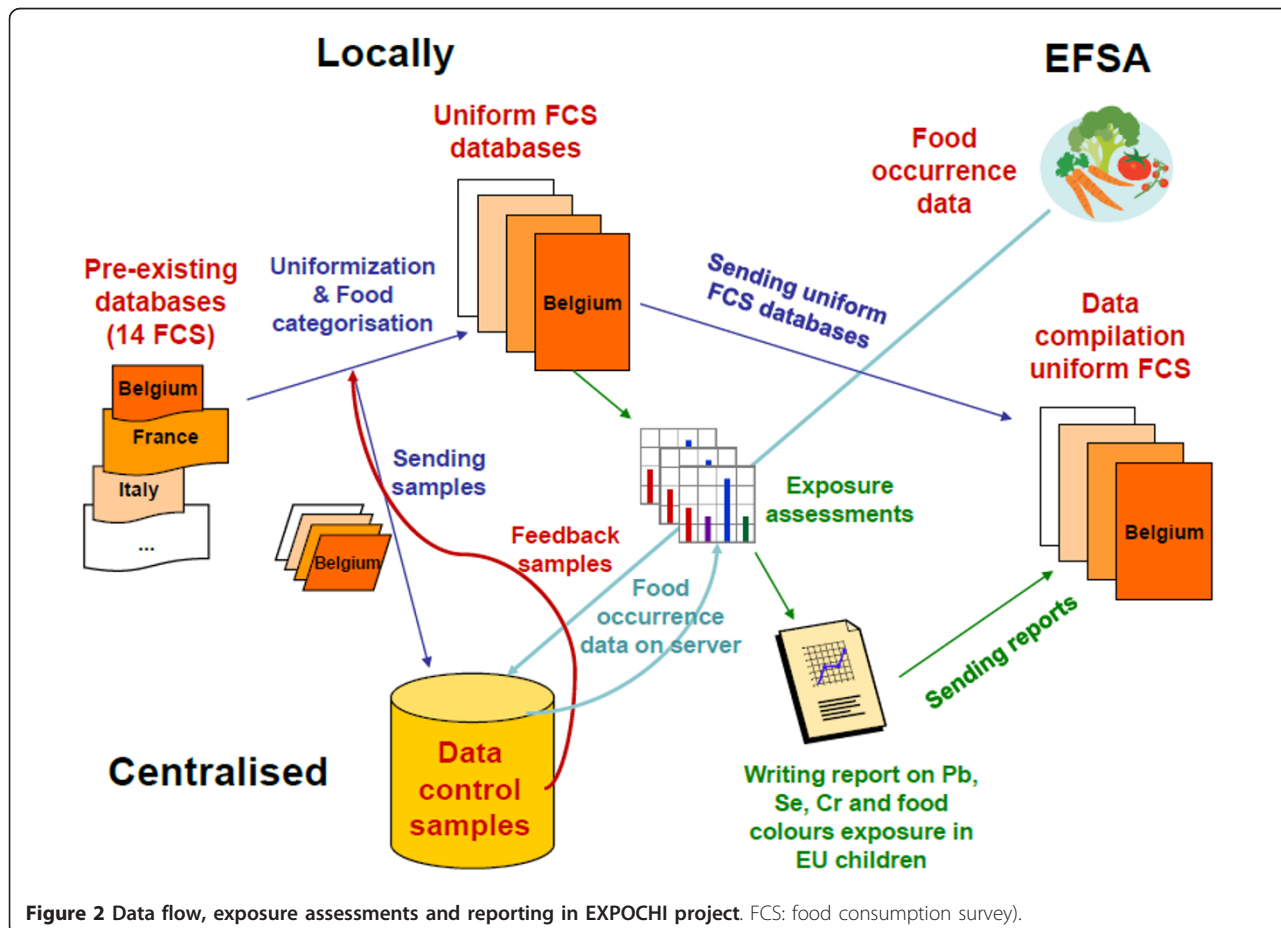 Locally
EFSA
Uniform FCS
databases
Food
occurrence
data
Pre-existing
databases
(14 FCS)
Uniformization
& Food
categorisation
Belgium
Sending uniform
FCS databases
Data
compilation
uniform FCS
Belgium
France
Italy
...
Sending
samples
Belgium
Feedback
samples
Exposure
assessments
Belgium
Food
occurrence
data on server
Sending reports
Centralised
Data
control
samples
Writing report on Pb,
Se, Cr and food
colours exposure in
EU children
Figure 2 Data flow, exposure assessments and reporting in EXPOCHI project. FCS: food consumption survey).